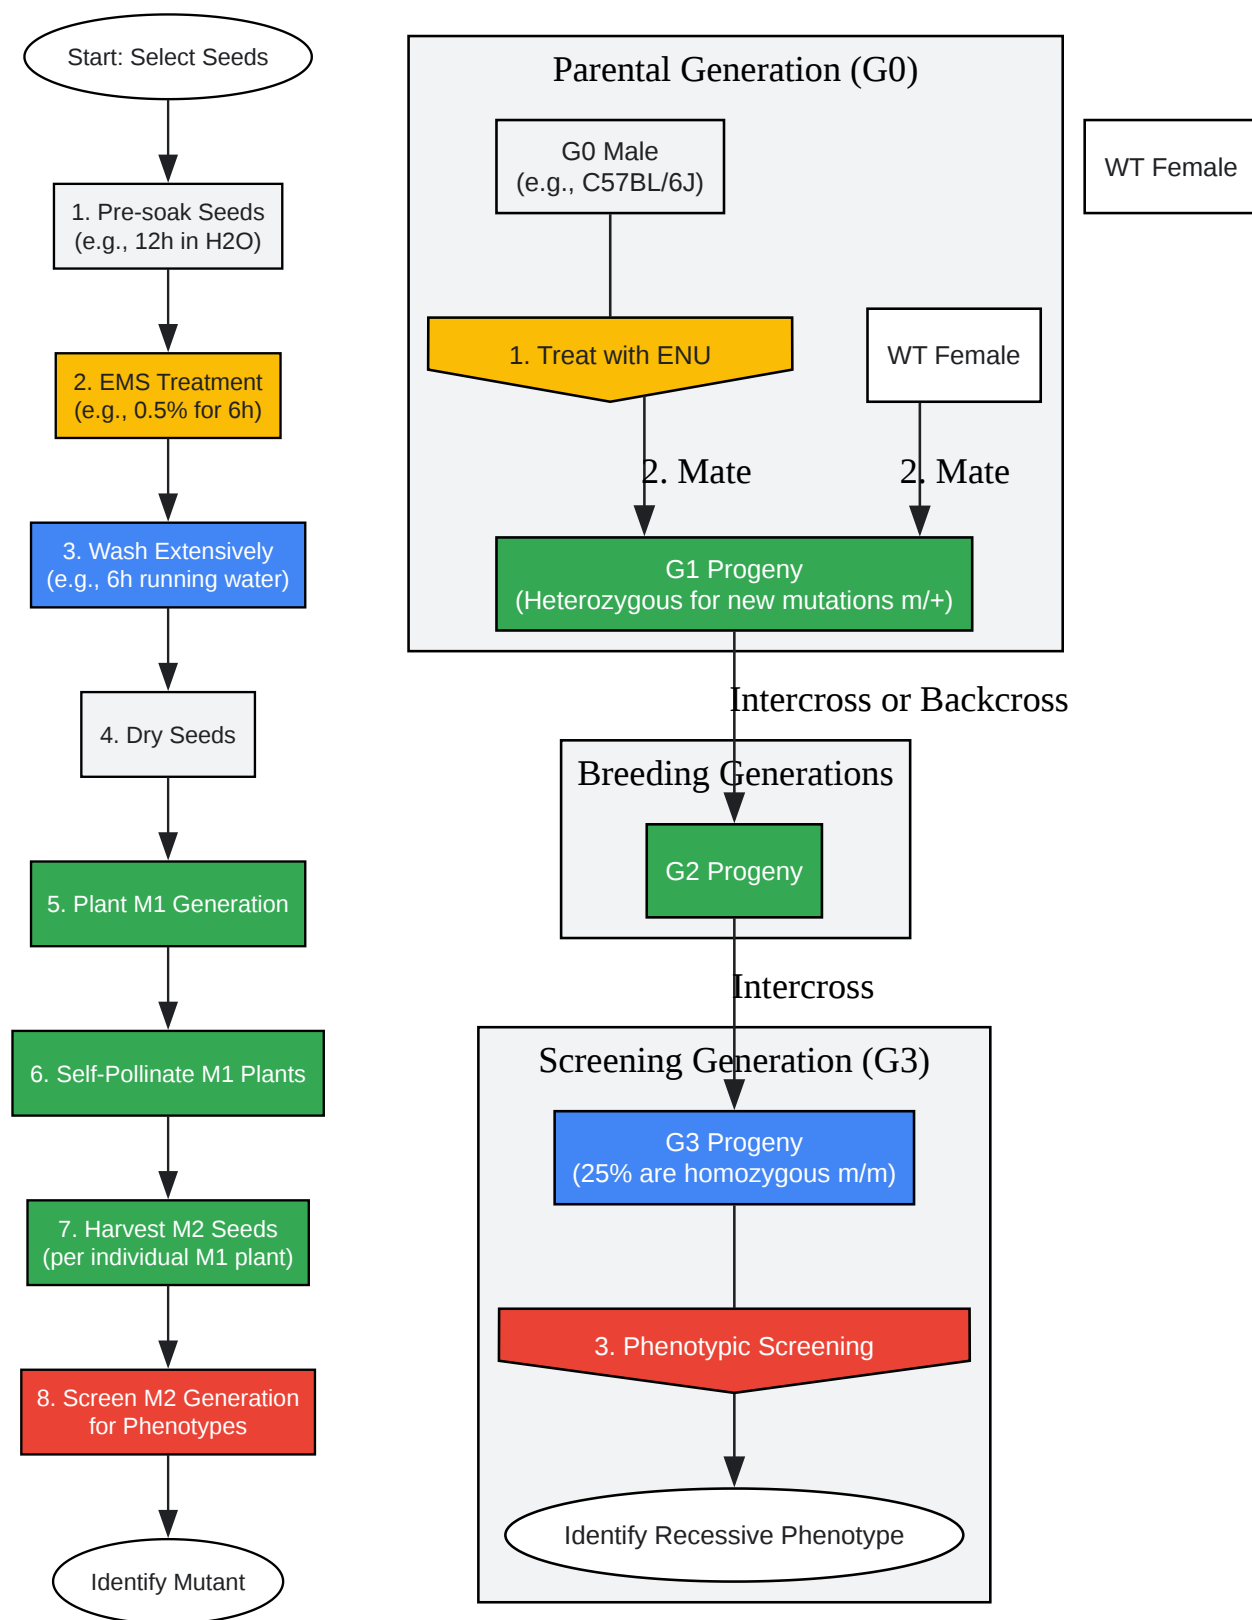 Start: Select Seeds
1. Pre-soak Seeds
(e.g., 12h in H2O)
2. EMS Treatment
(e.g., 0.5% for 6h)
3. Wash Extensively
(e.g., 6h running water)
4. Dry Seeds
5. Plant M1 Generation
6. Self-Pollinate M1 Plants
7. Harvest M2 Seeds
(per individual M1 plant)
8. Screen M2 Generation
for Phenotypes
Identify Mutant
Parental Generation (G0)
G0 Male
(e.g., C57BL/6J)
WT Female
1. Treat with ENU
WT Female
2. Mate
2. Mate
G1 Progeny
(Heterozygous for new mutations m/+)
Intercross or Backcross
Breeding Generations
G2 Progeny
Intercross
Screening Generation (G3)
G3 Progeny
(25% are homozygous m/m)
3. Phenotypic Screening
Identify Recessive Phenotype